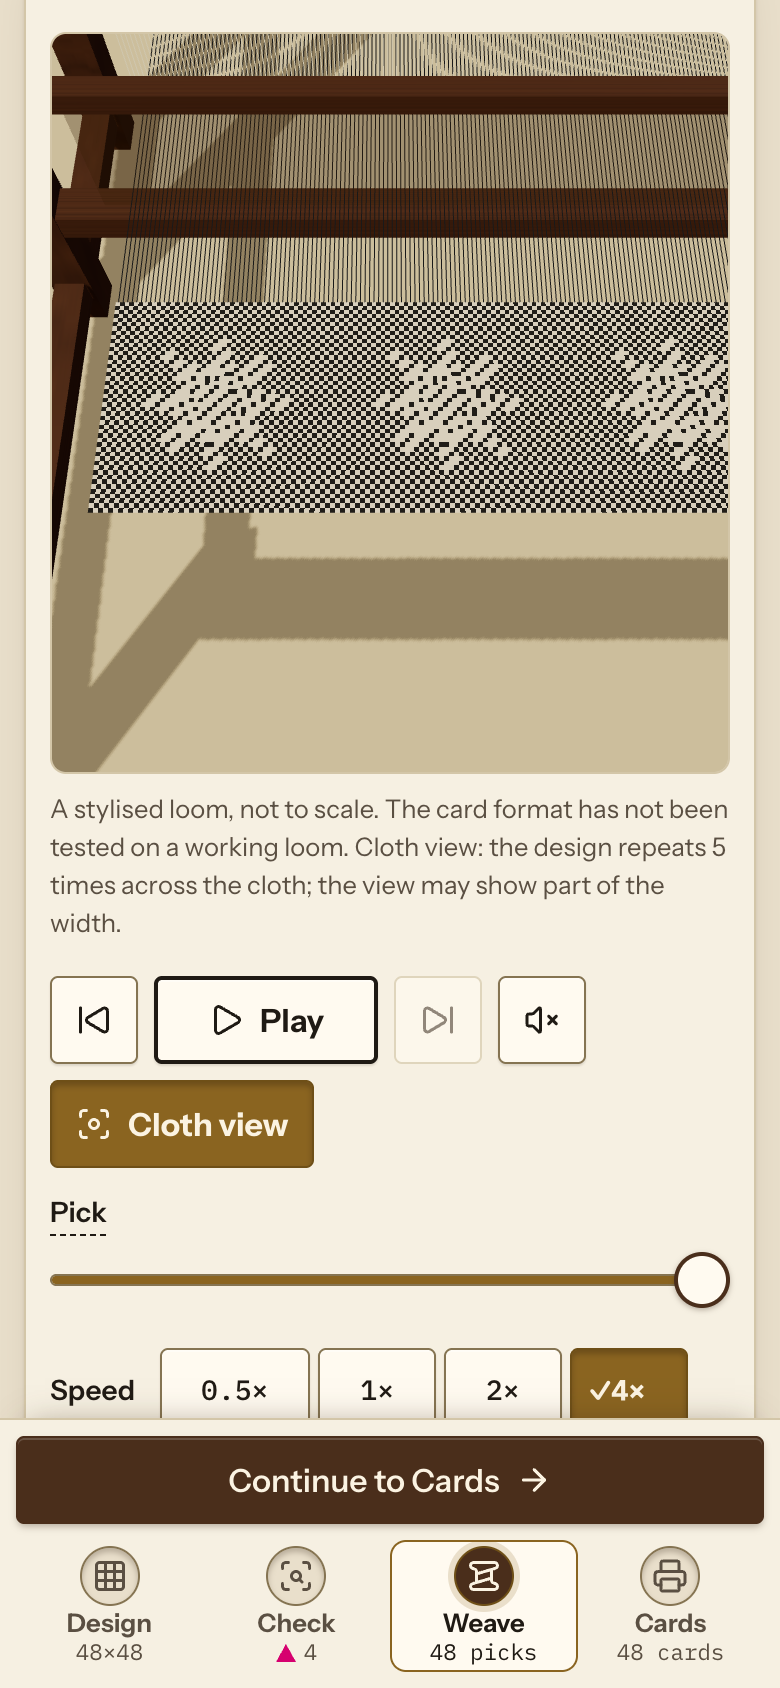 A stylised loom, not to scale. The card format has not been
tested on a working loom. Cloth view: the design repeats 5
times across the cloth; the view may show part of the
width.
Play
Cloth view
Pick
Speed 0.5× 1× 2× ✓4×
Continue to Cards →
Design Check Weave Cards
48×48 4 48 picks 48 cards